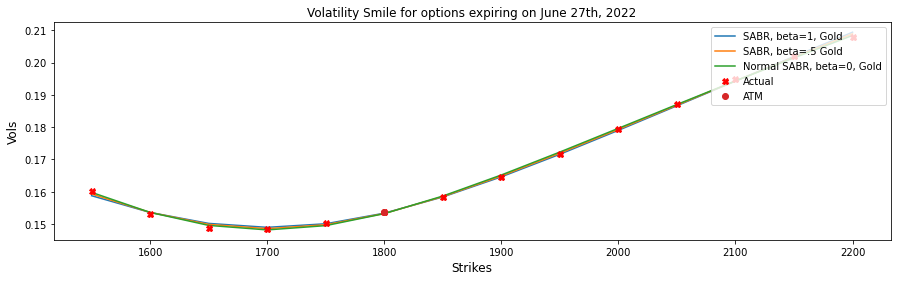 Volatility Smile for options expiring on June 27th, 2022
Vols
0.21
0.20
0.19
0.18
0.17
0.16
0.15
SABR, beta=1, Gold
SABR, beta=.5 Gold
Normal SABR, beta=0, Gold
Actual
ATM
1600
1700
1800
1900
2000
2100
2200
Strikes